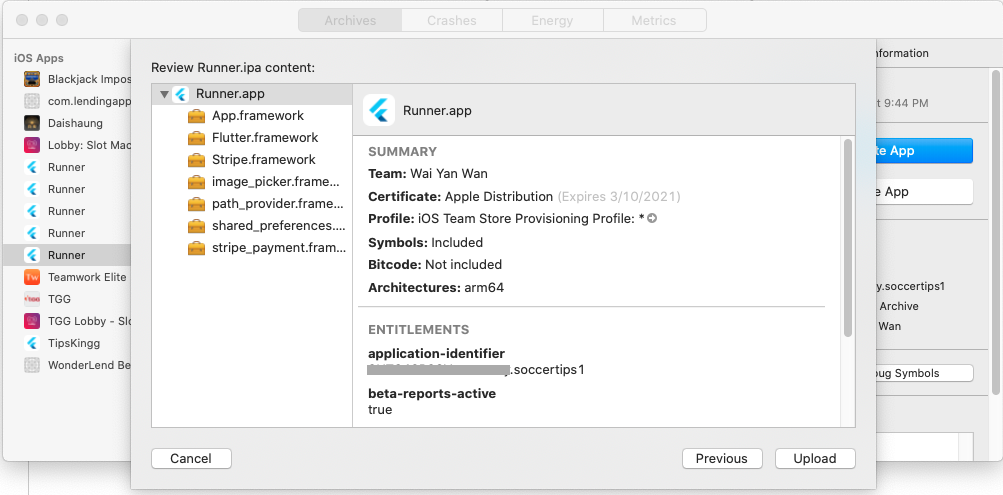 Archives
Crashes
Energy
Metrics
iOS Apps
Blackjack Impos
com.lendingapp
Daishaung
Lobby: Slot Mac
Runner
Runner
Runner
Runner
Runner
Teamwork Elite
TGG
TGG Lobby - Slo
TipsKingg
WonderLend Be
Review Runner.ipa content:
Runner.app
App.framework
Flutter.framework
Stripe.framework
image_picker.frame...
path_provider.frame...
shared_preferences....
stripe_payment.fram...
Runner.app
SUMMARY
Team: Wai Yan Wan
Certificate: Apple Distribution (Expires 3/10/2021)
Profile: iOS Team Store Provisioning Profile: *
Symbols: Included
Bitcode: Not included
Architectures: arm64
ENTITLEMENTS
application-identifier
.soccertips1
beta-reports-active
true
Cancel
Previous
Upload
nformation
t 9:44 PM
te App
e App
y.soccertips1
Archive
Wan
bug Symbols